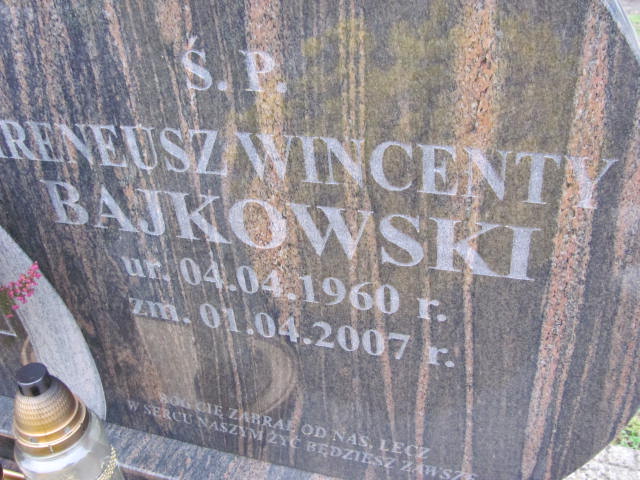 Ś. P.
IRENEUSZ WINCENTY
BAJKOWSKI
ur. 04.04.1960 r.
zm. 01.04.2007 r.
BÓG CIĘ ZABRAŁ OD NAS, LECZ
W SERCU NASZYM ŻYĆ BĘDZIESZ ZAWSZE